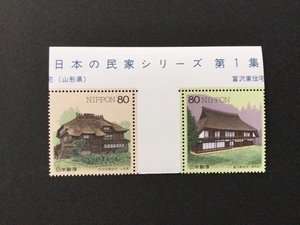 日本の民家シリーズ 第1集
宅(山形県)
富沢家住宅
NIPPON 80
80 NIPPON
日本郵便
日本郵便